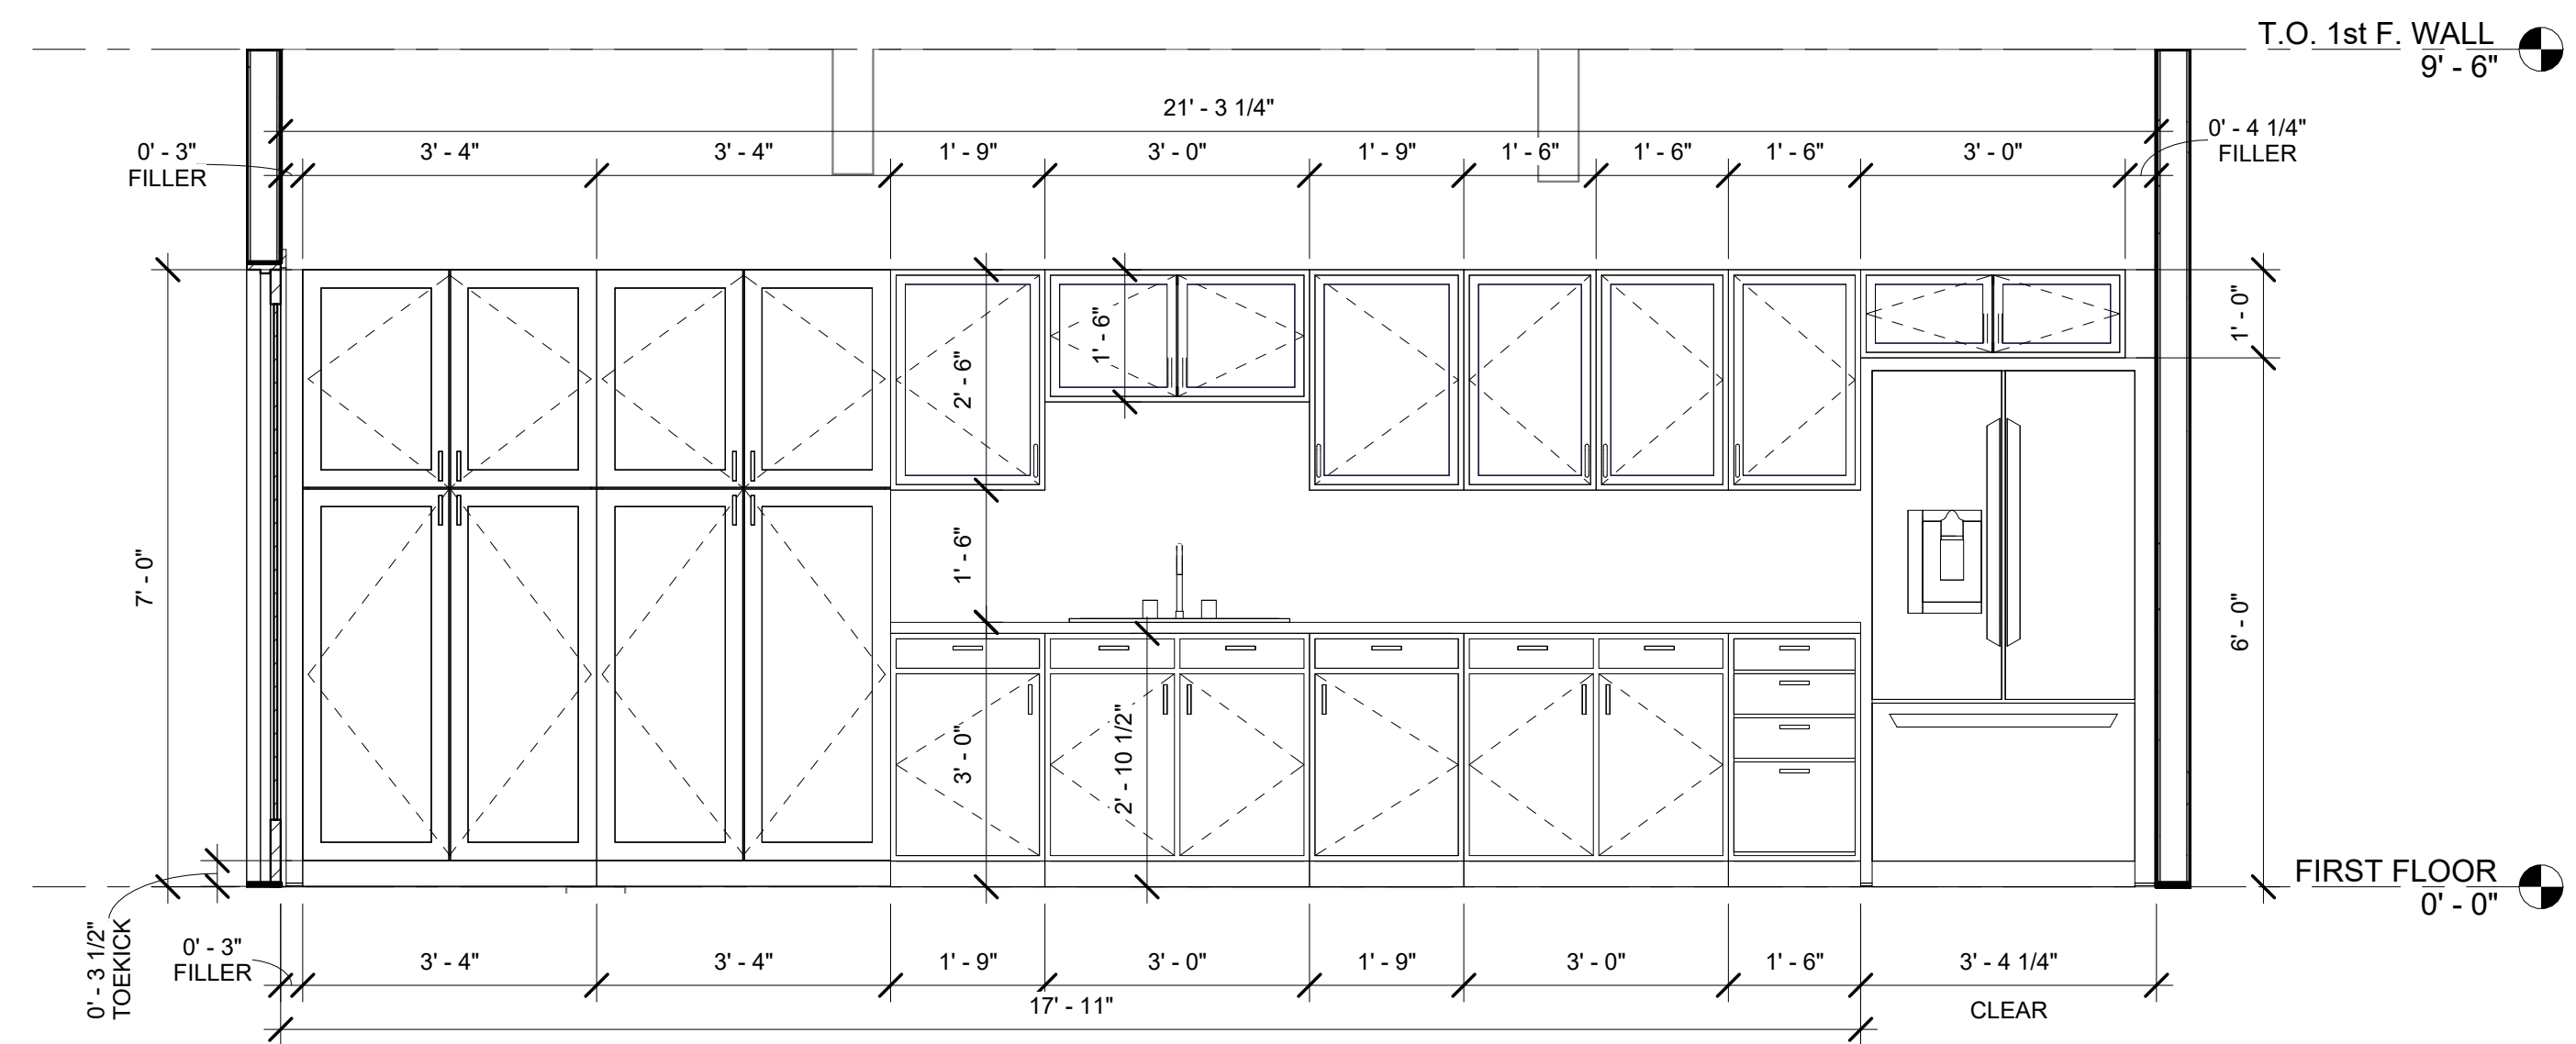 T.O. 1st F. WALL
9' - 6"
21' - 3 1/4"
0' - 3"
FILLER
3' - 4"
3' - 4"
1' - 9"
3' - 0"
1' - 9"
1' - 6"
1' - 6"
1' - 6"
3' - 0"
0' - 4 1/4"
FILLER
7' - 0"
2' - 6"
1' - 6"
1' - 0"
1' - 6"
3' - 0"
2' - 10 1/2"
6' - 0"
FIRST FLOOR
0' - 0"
0' - 3 1/2"
TOEKICK
0' - 3"
FILLER
3' - 4"
3' - 4"
1' - 9"
3' - 0"
1' - 9"
3' - 0"
1' - 6"
3' - 4 1/4"
CLEAR
17' - 11"